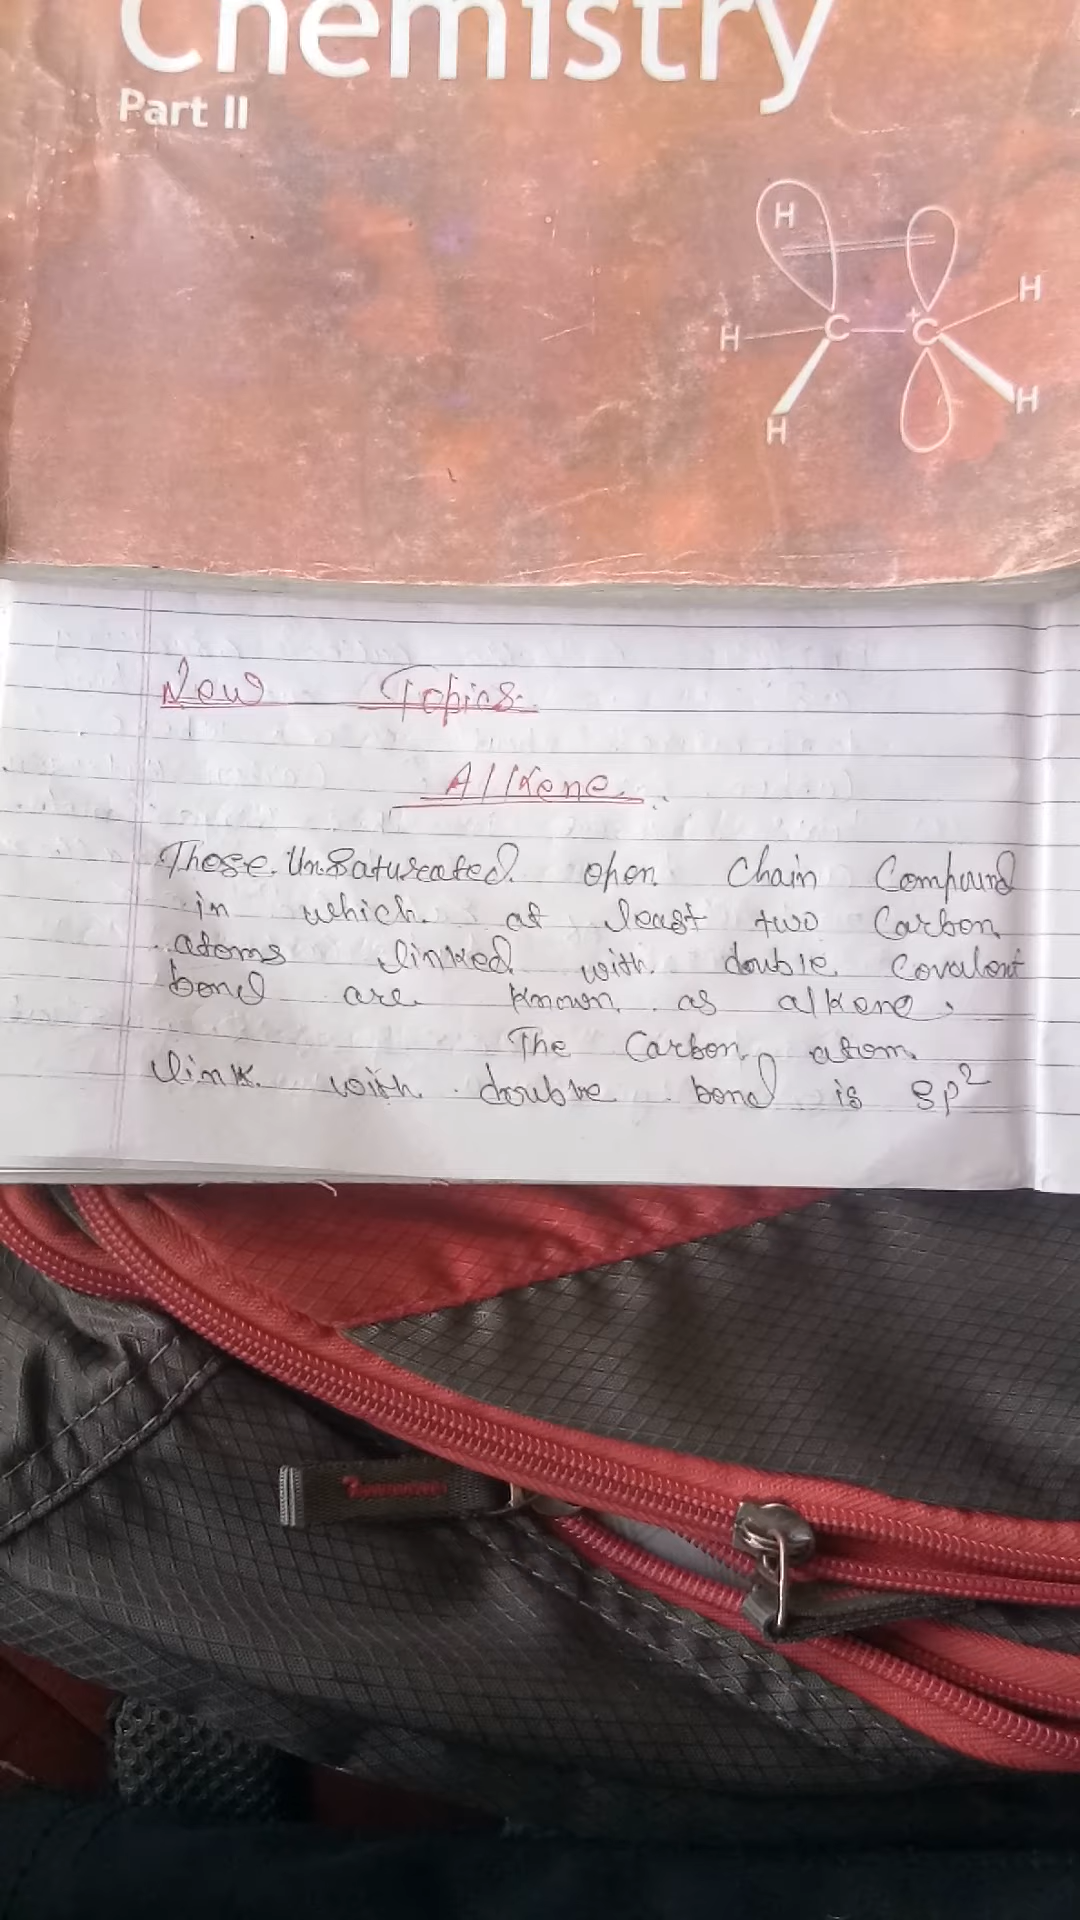 Chemistry
Part II
H
H
C
+
C
H
H
H
New Topics.
Alkene
Those Unsaturated open chain Compound
in which at least two Carbon
atoms linked with double Covalent
bond are known as alkene.
The Carbon atom
link with double bond is sp²